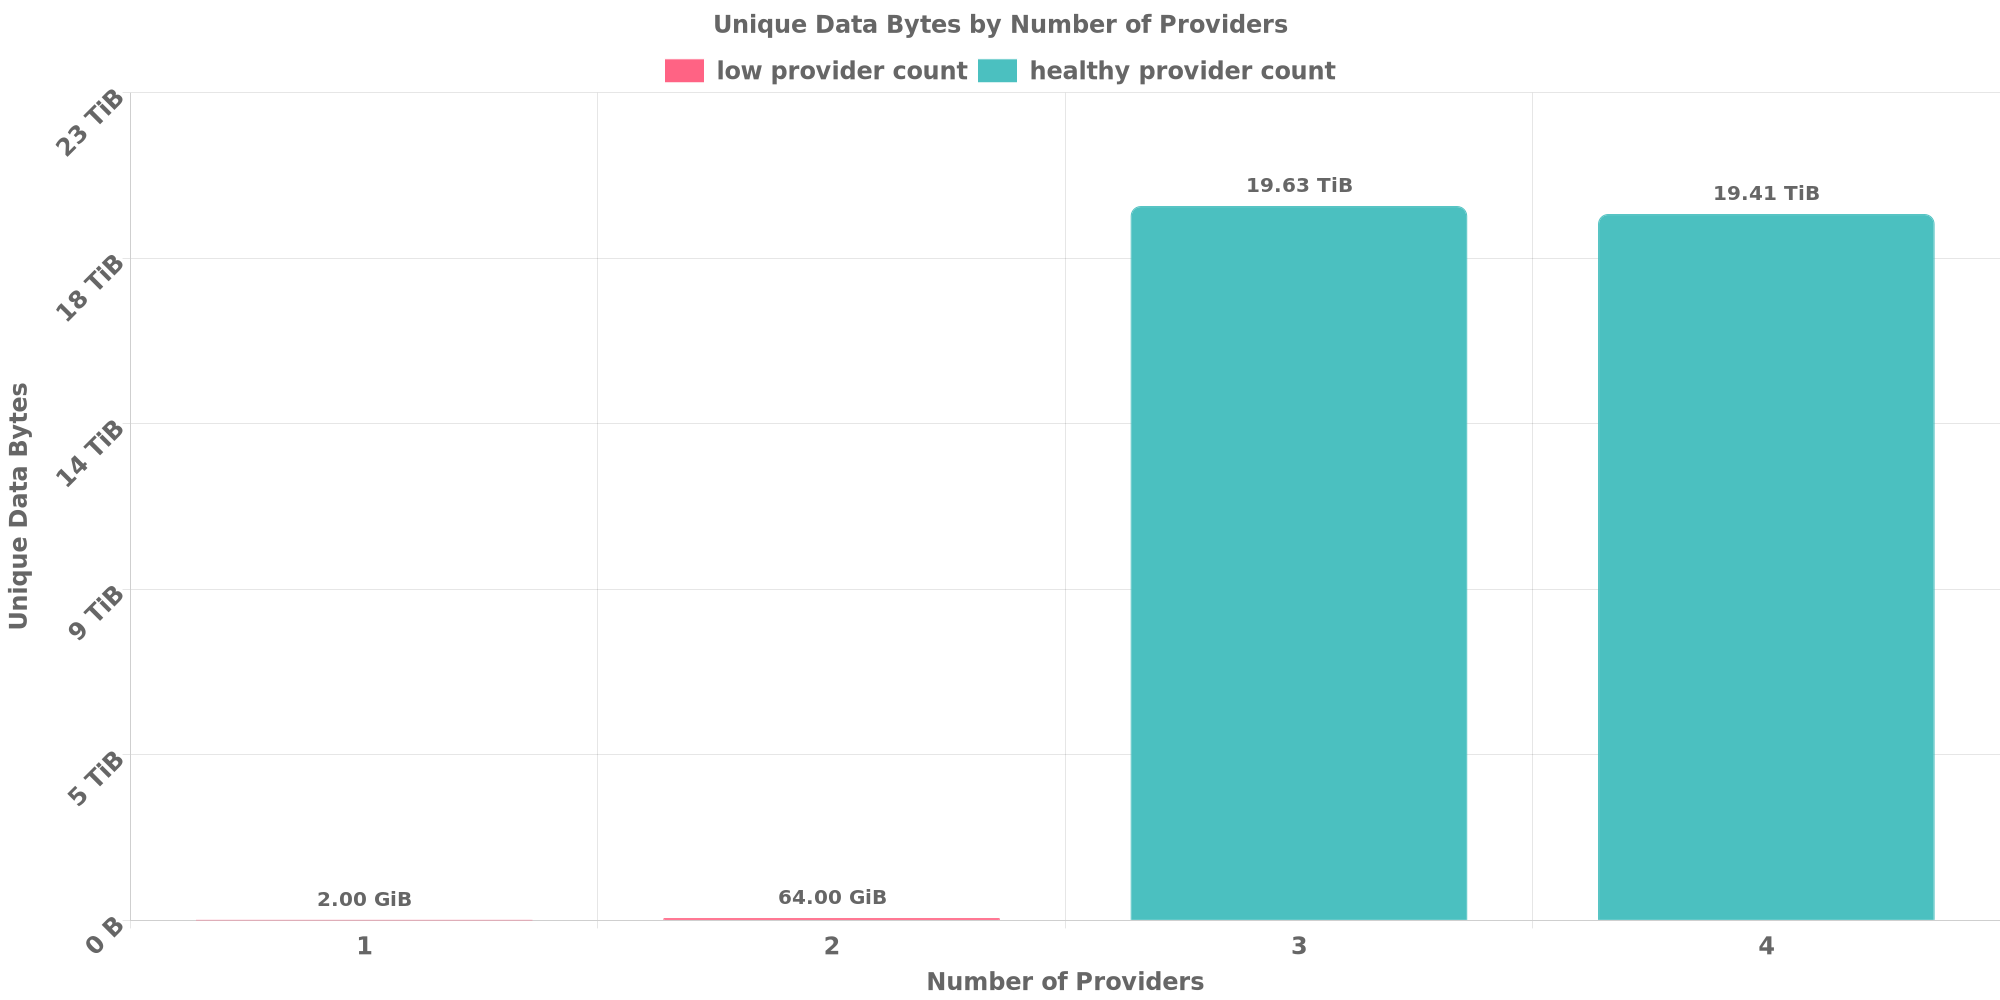 Unique Data Bytes by Number of Providers
low provider count healthy provider count
23 TiB
18 TiB
14 TiB
9 TiB
5 TiB
0 B
Unique Data Bytes
2.00 GiB
64.00 GiB
19.63 TiB
19.41 TiB
1 2 3 4
Number of Providers